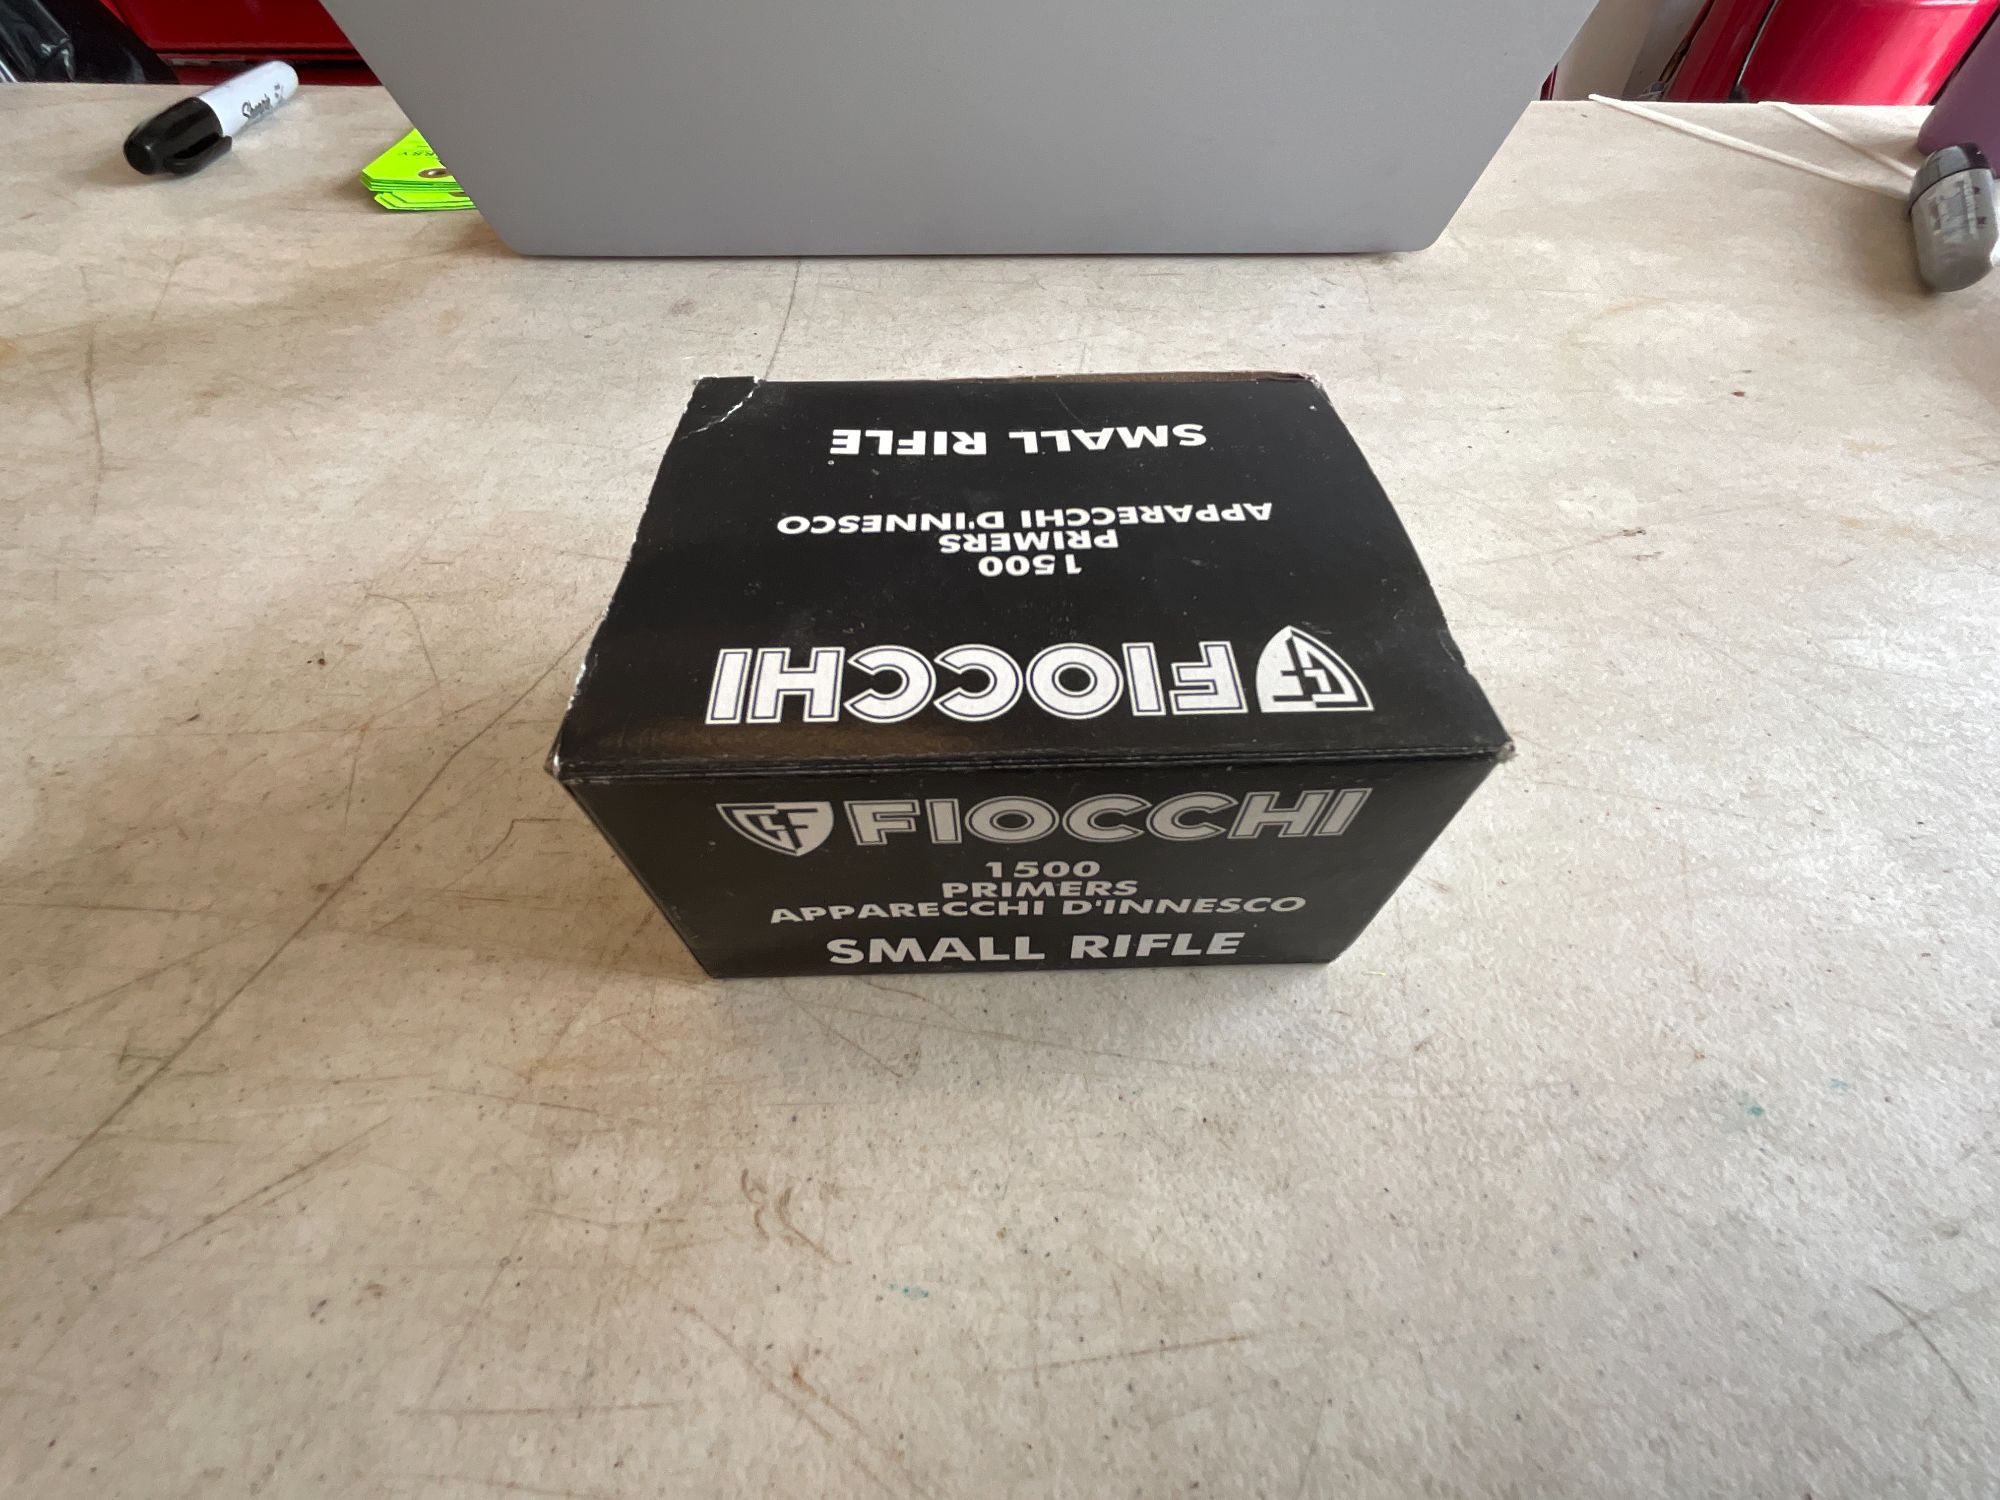 Sharpie
SMALL RIFLE
APPARECCHI D'INNESCO
PRIMERS
1500
FIOCCHI
FIOCCHI
1500
PRIMERS
APPARECCHI D'INNESCO
SMALL RIFLE